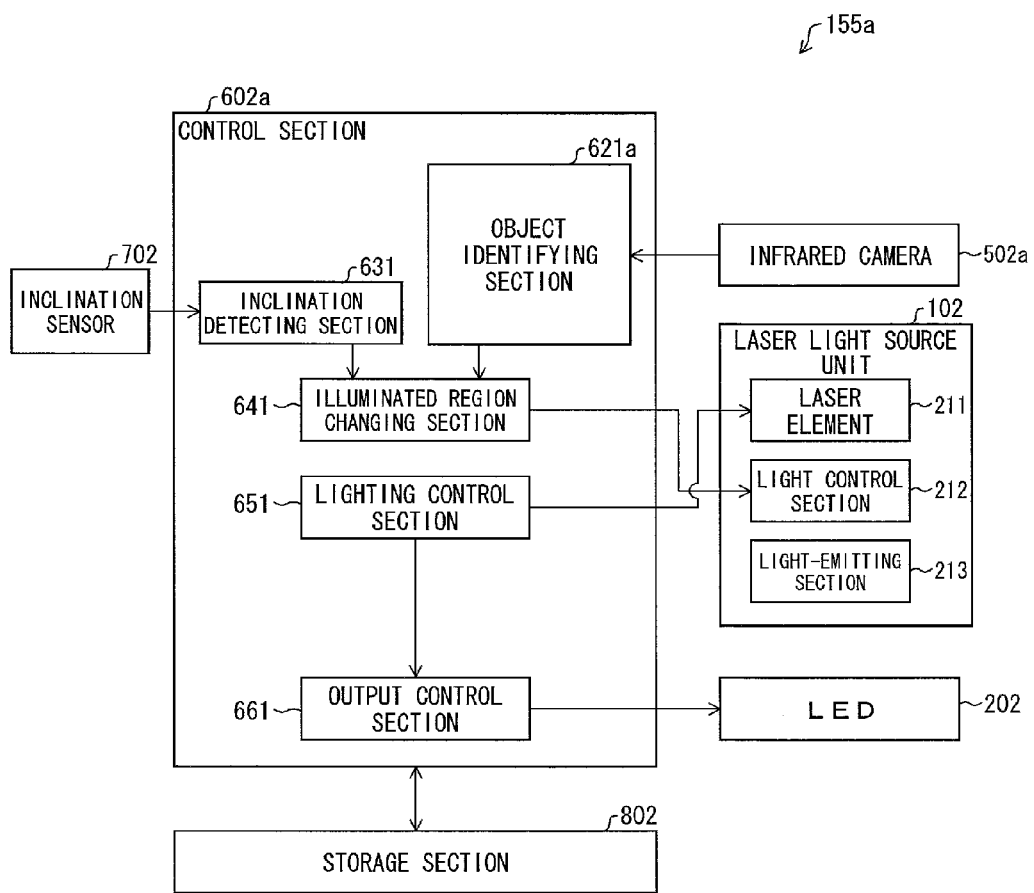 155a
602a
CONTROL SECTION
621a
OBJECT
IDENTIFYING
SECTION
INFRARED CAMERA
502a
702
INCLINATION
SENSOR
631
INCLINATION
DETECTING SECTION
102
LASER LIGHT SOURCE
UNIT
LASER
ELEMENT
211
641
ILLUMINATED REGION
CHANGING SECTION
LIGHT CONTROL
SECTION
212
651
LIGHTING CONTROL
SECTION
LIGHT-EMITTING
SECTION
213
661
OUTPUT CONTROL
SECTION
LED
202
802
STORAGE SECTION